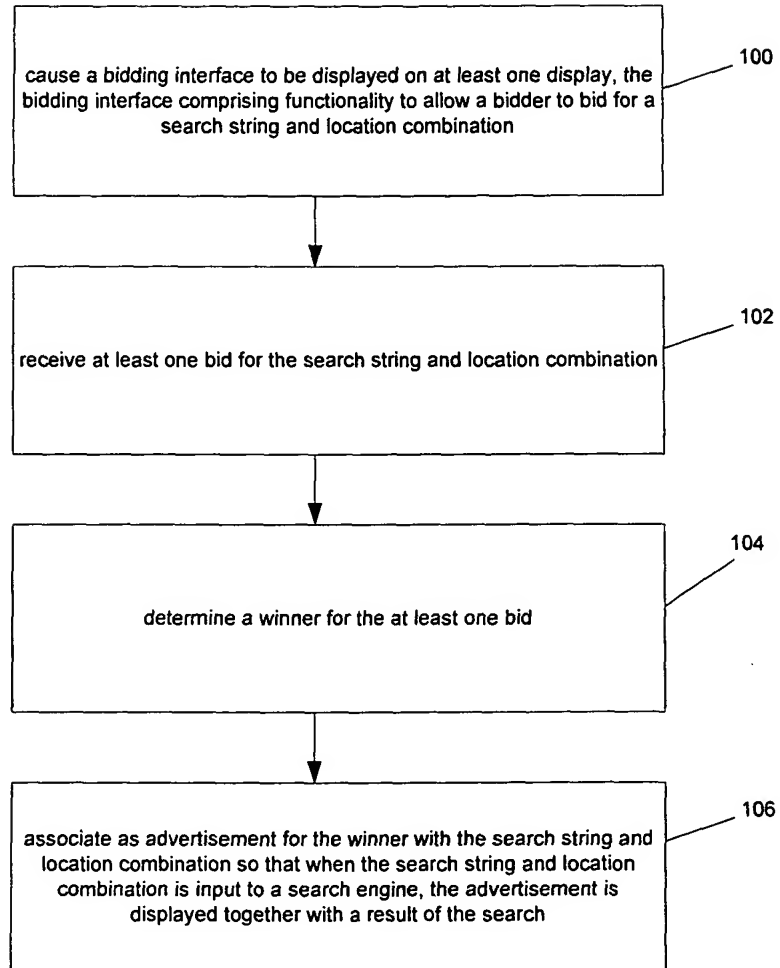 100
cause a bidding interface to be displayed on at least one display, the
bidding interface comprising functionality to allow a bidder to bid for a
search string and location combination
102
receive at least one bid for the search string and location combination
104
determine a winner for the at least one bid
106
associate as advertisement for the winner with the search string and
location combination so that when the search string and location
combination is input to a search engine, the advertisement is
displayed together with a result of the search